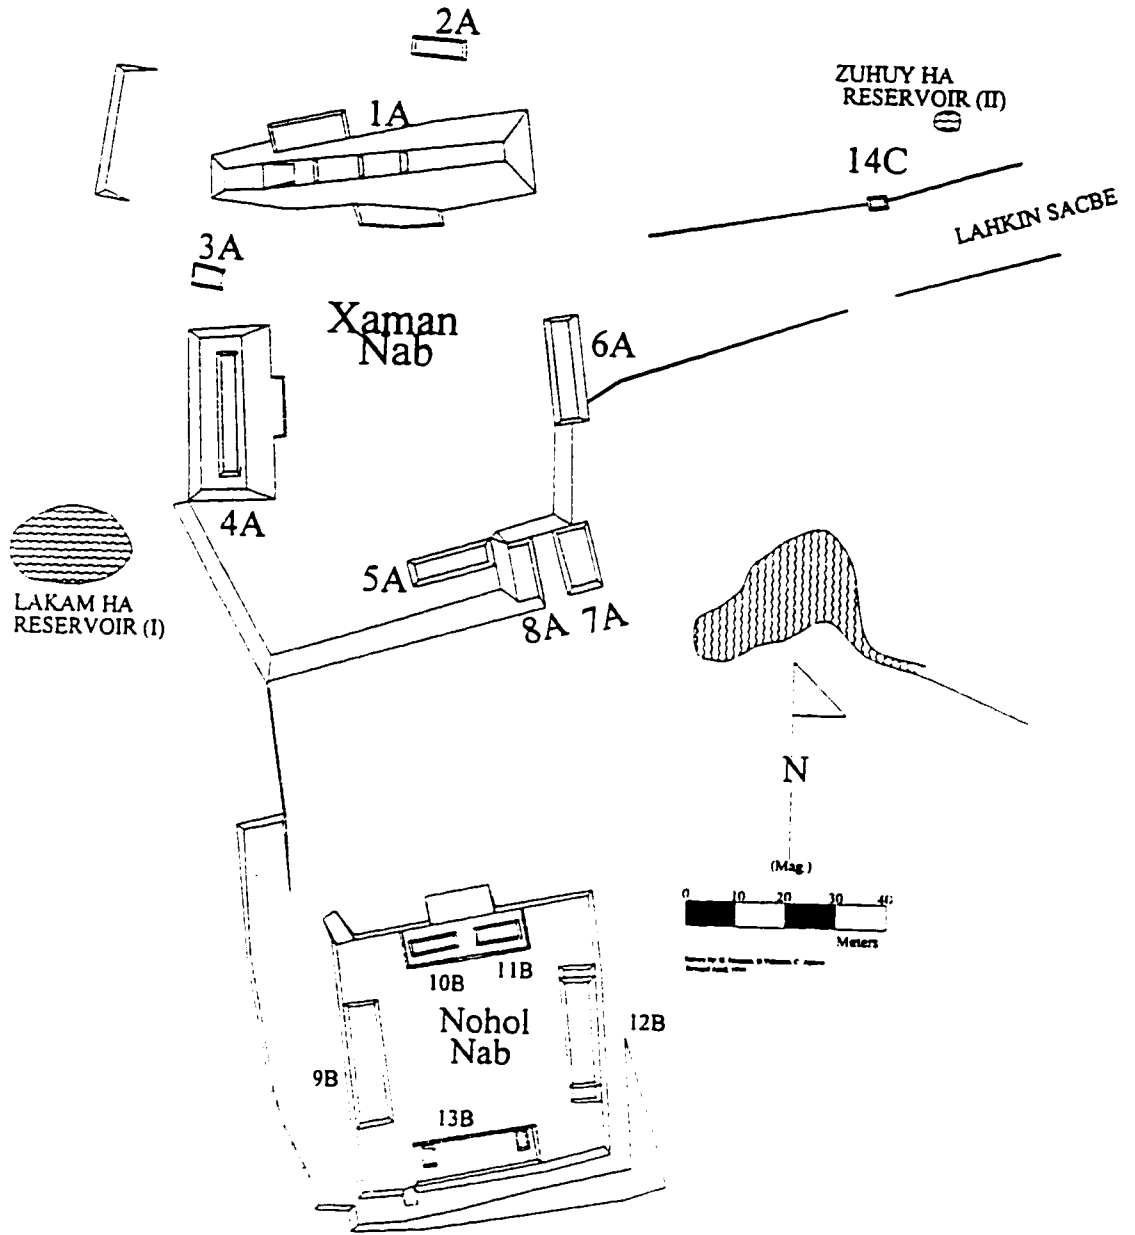 2A
ZUHUY HA
RESERVOIR (II)
1A
14C
LAHKIN SACBE
3A
Xaman
Nab
6A
4A
5A
8A
7A
LAKAM HA
RESERVOIR (I)
N
(Mag.)
0 10 20 30 40
Meters
10B
11B
Nohol
Nab
12B
9B
13B